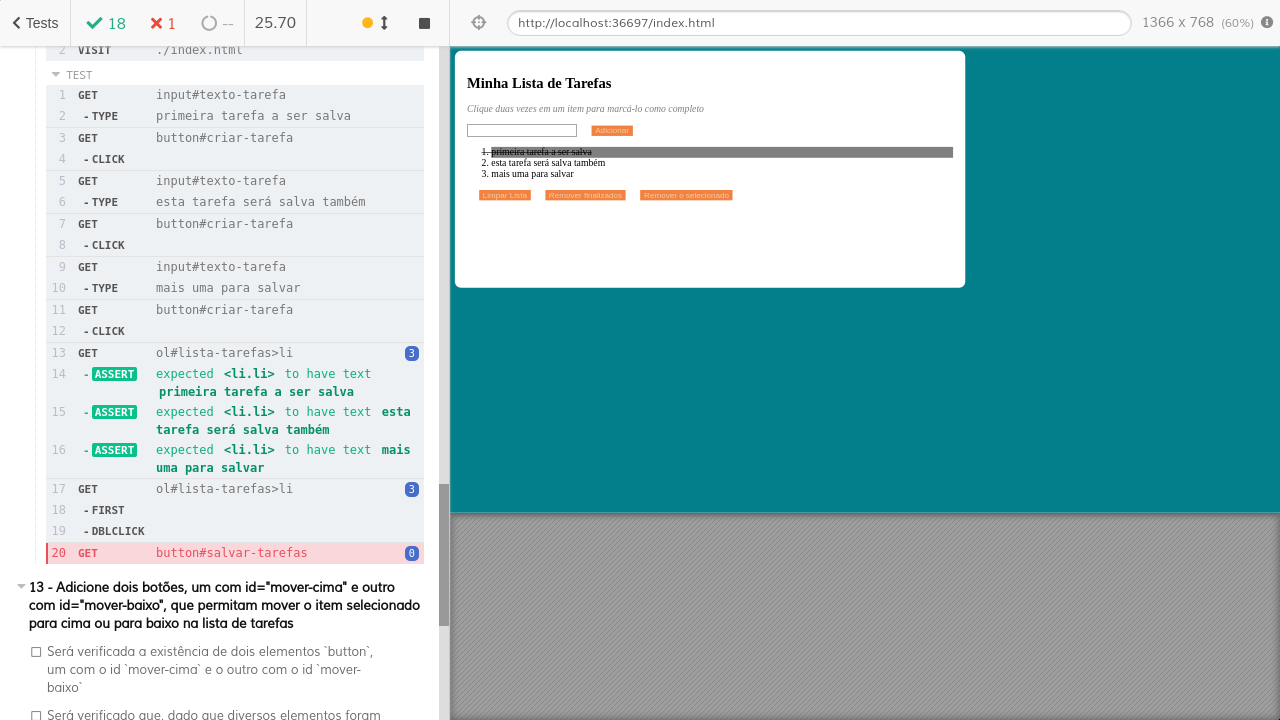 Tests 18 1 -- 25.70 http://localhost:36697/index.html 1366 x 768 (60%)
2 VISIT ./index.html
TEST
1 GET input#texto-tarefa
2 -TYPE primeira tarefa a ser salva
3 GET button#criar-tarefa
4 -CLICK
5 GET input#texto-tarefa
6 -TYPE esta tarefa será salva também
7 GET button#criar-tarefa
8 -CLICK
9 GET input#texto-tarefa
10 -TYPE mais uma para salvar
11 GET button#criar-tarefa
12 -CLICK
13 GET ol#lista-tarefas>li 3
14 -ASSERT expected <li.li> to have text
primeira tarefa a ser salva
15 -ASSERT expected <li.li> to have text esta
tarefa será salva também
16 -ASSERT expected <li.li> to have text mais
uma para salvar
17 GET ol#lista-tarefas>li 3
18 -FIRST
19 -DBLCLICK
20 GET button#salvar-tarefas 0
13 - Adicione dois botões, um com id="mover-cima" e outro
com id="mover-baixo", que permitam mover o item selecionado
para cima ou para baixo na lista de tarefas
Será verificada a existência de dois elementos `button`,
um com o id `mover-cima` e o outro com o id `mover-
baixo`
Será verificado que, dado que diversos elementos foram
Minha Lista de Tarefas
Clique duas vezes em um item para marcá-lo como completo
Adicionar
1. primeira tarefa a ser salva
2. esta tarefa será salva também
3. mais uma para salvar
Limpar Lista Remover finalizados Remover o selecionado